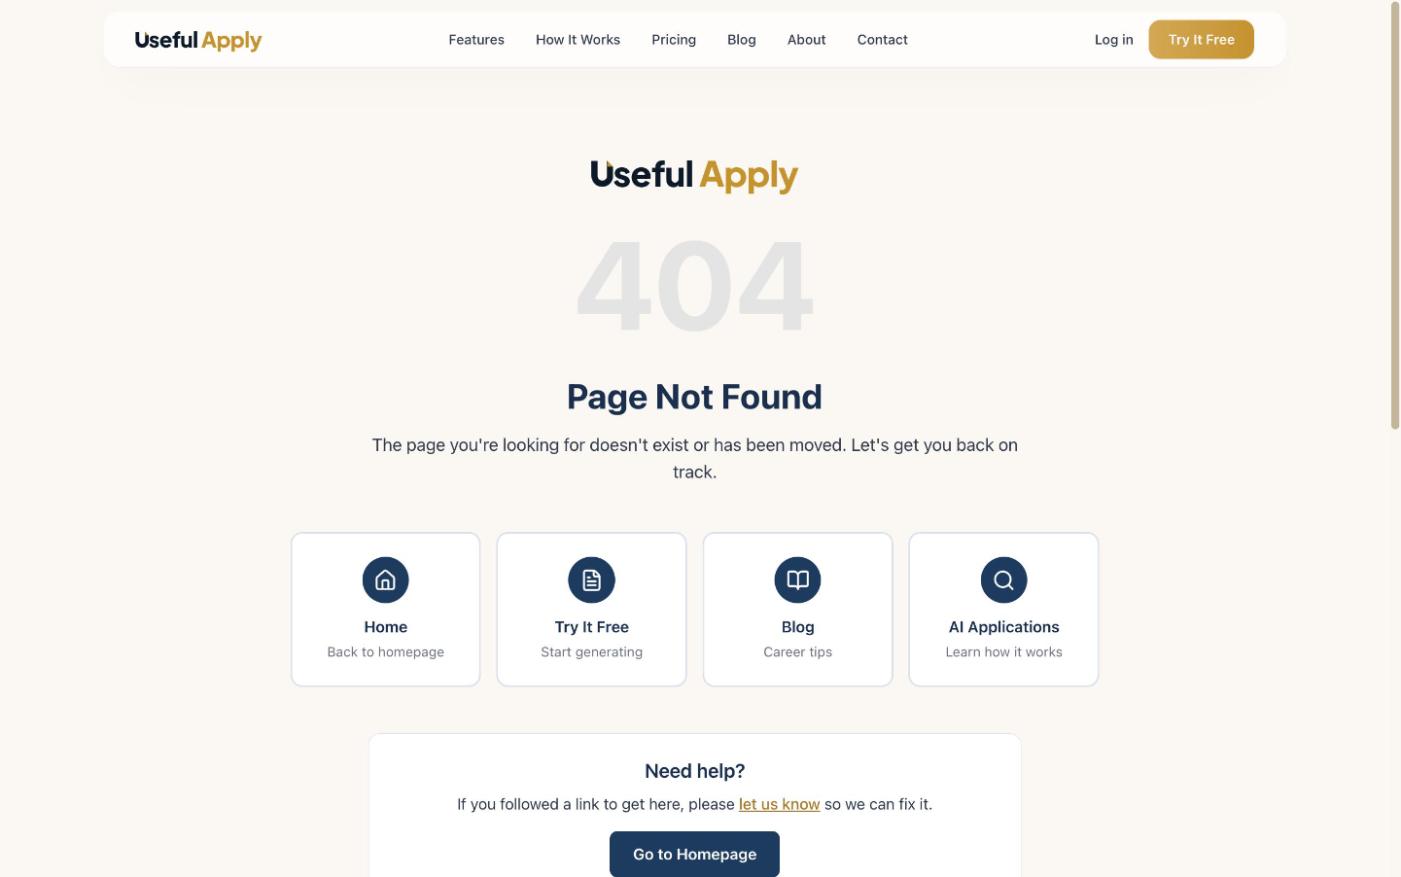 Useful Apply
Features
How It Works
Pricing
Blog
About
Contact
Log in
Try It Free
Useful Apply
404
Page Not Found
The page you're looking for doesn't exist or has been moved. Let's get you back on
track.
Home
Back to homepage
Try It Free
Start generating
Blog
Career tips
AI Applications
Learn how it works
Need help?
If you followed a link to get here, please let us know so we can fix it.
Go to Homepage